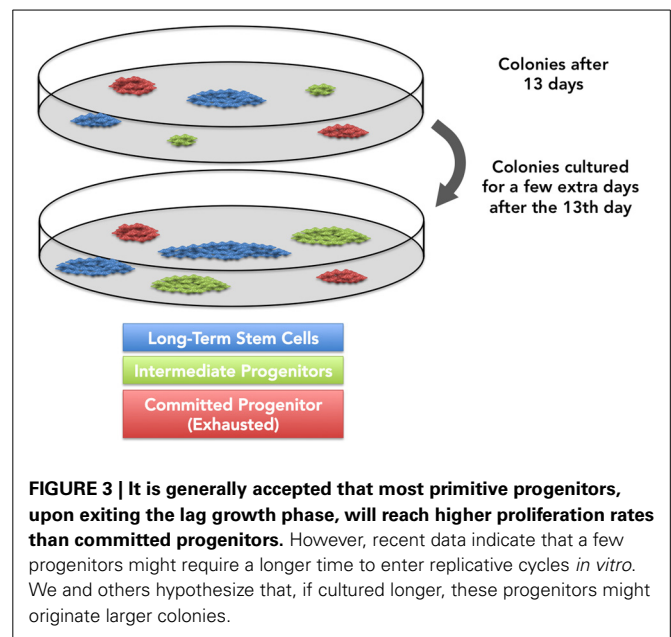 Colonies after
13 days
Colonies cultured
for a few extra days
after the 13th day
Long-Term Stem Cells
Intermediate Progenitors
Committed Progenitor
(Exhausted)
FIGURE 3 | It is generally accepted that most primitive progenitors,
upon exiting the lag growth phase, will reach higher proliferation rates
than committed progenitors. However, recent data indicate that a few
progenitors might require a longer time to enter replicative cycles in vitro.
We and others hypothesize that, if cultured longer, these progenitors might
originate larger colonies.